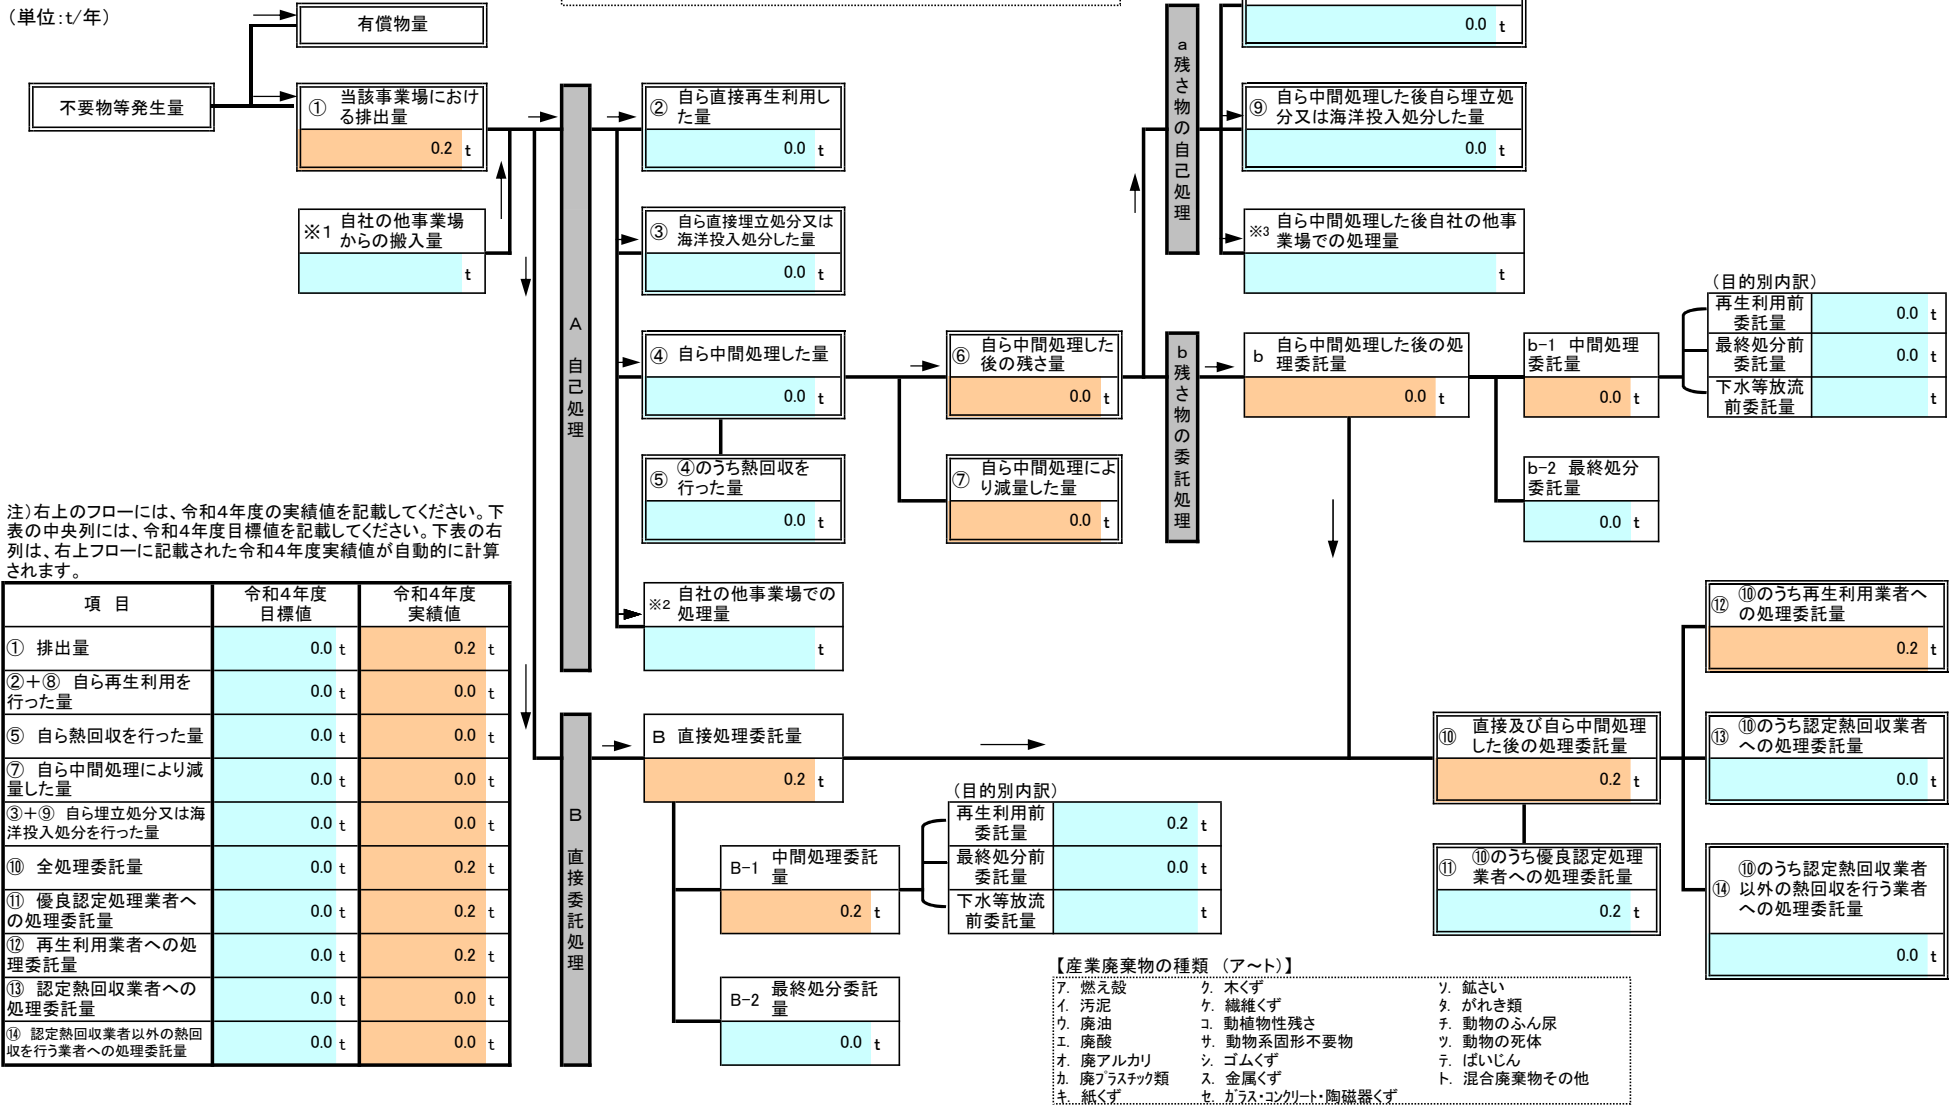 （単位:t/年）
有償物量
不要物等発生量
① 当該事業場におけ
る排出量
0.2 t
※1 自社の他事業場
からの搬入量
t
A 自己処理
② 自ら直接再生利用し
た量
0.0 t
③ 自ら直接埋立処分又は
海洋投入処分した量
0.0 t
④ 自ら中間処理した量
0.0 t
⑤ ④のうち熱回収を
行った量
0.0 t
※2 自社の他事業場での
処理量
t
⑥ 自ら中間処理した
後の残さ量
0.0 t
⑦ 自ら中間処理によ
り減量した量
0.0 t
a 残さ物の自己処理
0.0 t
⑨ 自ら中間処理した後自ら埋立処
分又は海洋投入処分した量
0.0 t
※3 自ら中間処理した後自社の他事
業場での処理量
t
b 残さ物の委託処理
b 自ら中間処理した後の処
理委託量
0.0 t
b-1 中間処理
委託量
0.0 t
b-2 最終処分
委託量
0.0 t
（目的別内訳）
再生利用前
委託量
0.0 t
最終処分前
委託量
0.0 t
下水等放流
前委託量
t
注）右上のフローには、令和4年度の実績値を記載してください。下
表の中央列には、令和4年度目標値を記載してください。下表の右
列は、右上フローに記載された令和4年度実績値が自動的に計算
されます。
項 目 令和4年度 目標値 令和4年度 実績値
① 排出量 0.0 t 0.2 t
②＋⑧ 自ら再生利用を
行った量 0.0 t 0.0 t
⑤ 自ら熱回収を行った量 0.0 t 0.0 t
⑦ 自ら中間処理により減
量した量 0.0 t 0.0 t
③＋⑨ 自ら埋立処分又は海
洋投入処分を行った量 0.0 t 0.0 t
⑩ 全処理委託量 0.0 t 0.2 t
⑪ 優良認定処理業者へ
の処理委託量 0.0 t 0.2 t
⑫ 再生利用業者への処
理委託量 0.0 t 0.2 t
⑬ 認定熱回収業者への
処理委託量 0.0 t 0.0 t
⑭ 認定熱回収業者以外の熱回
収を行う業者への処理委託量 0.0 t 0.0 t
B 直接委託処理
B 直接処理委託量
0.2 t
B-1 中間処理委託
量
0.2 t
B-2 最終処分委託
量
0.0 t
（目的別内訳）
再生利用前
委託量
0.2 t
最終処分前
委託量
0.0 t
下水等放流
前委託量
t
⑩ 直接及び自ら中間処理
した後の処理委託量
0.2 t
⑪ ⑩のうち優良認定処理
業者への処理委託量
0.2 t
⑫ ⑩のうち再生利用業者へ
の処理委託量
0.2 t
⑬ ⑩のうち認定熱回収業者
への処理委託量
0.0 t
⑭ ⑩のうち認定熱回収業者
以外の熱回収を行う業者
への処理委託量
0.0 t
【産業廃棄物の種類 （ア～ト）】
ア. 燃え殻
イ. 汚泥
ウ. 廃油
エ. 廃酸
オ. 廃アルカリ
カ. 廃プラスチック類
キ. 紙くず
ク. 木くず
ケ. 繊維くず
コ. 動植物性残さ
サ. 動物系固形不要物
シ. ゴムくず
ス. 金属くず
セ. ガラス・コンクリート・陶磁器くず
ソ. 鉱さい
タ. がれき類
チ. 動物のふん尿
ツ. 動物の死体
テ. ばいじん
ト. 混合廃棄物その他